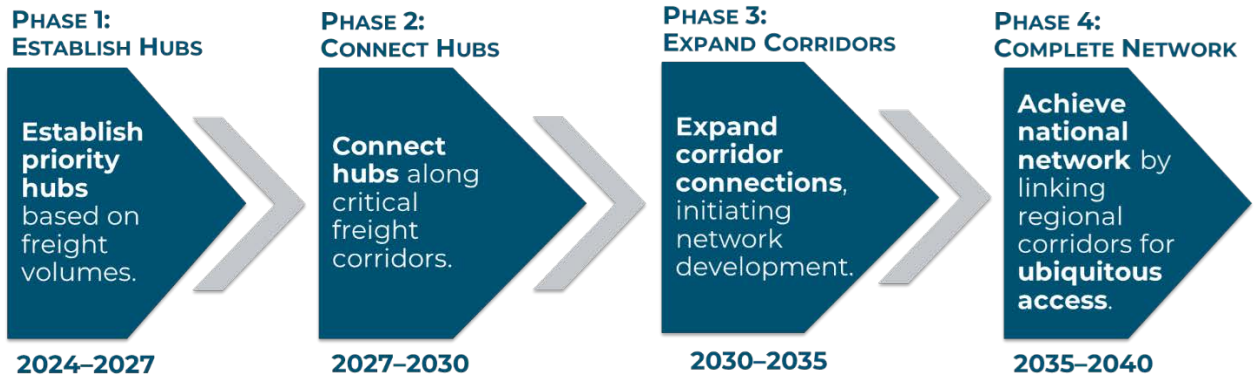 PHASE 1:
ESTABLISH HUBS
Establish
priority
hubs
based on
freight
volumes.
2024–2027
PHASE 2:
CONNECT HUBS
Connect
hubs along
critical
freight
corridors.
2027–2030
PHASE 3:
EXPAND CORRIDORS
Expand
corridor
connections,
initiating
network
development.
2030–2035
PHASE 4:
COMPLETE NETWORK
Achieve
national
network by
linking
regional
corridors for
ubiquitous
access.
2035–2040